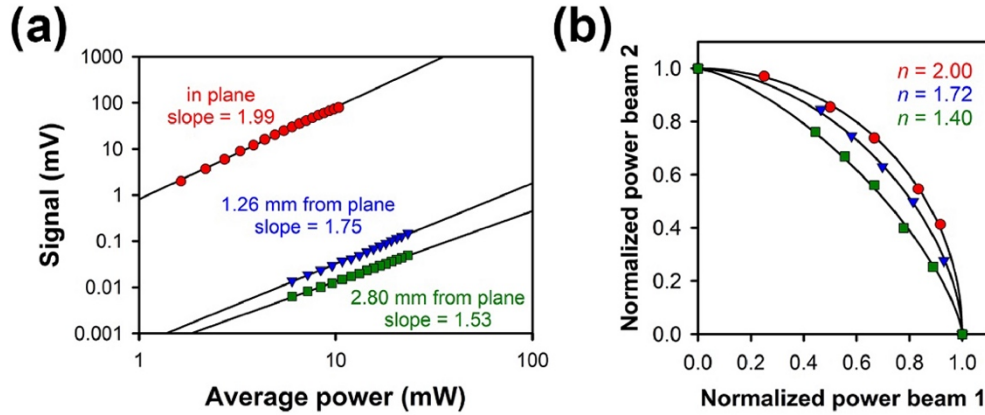 (a)
1000
100
10
1
0.1
0.01
0.001
Signal (mV)
in plane
slope = 1.99
1.26 mm from plane
slope = 1.75
2.80 mm from plane
slope = 1.53
1 10 100
Average power (mW)
(b)
1.0
0.8
0.6
0.4
0.2
0.0
Normalized power beam 2
n = 2.00
n = 1.72
n = 1.40
0.0 0.2 0.4 0.6 0.8 1.0
Normalized power beam 1